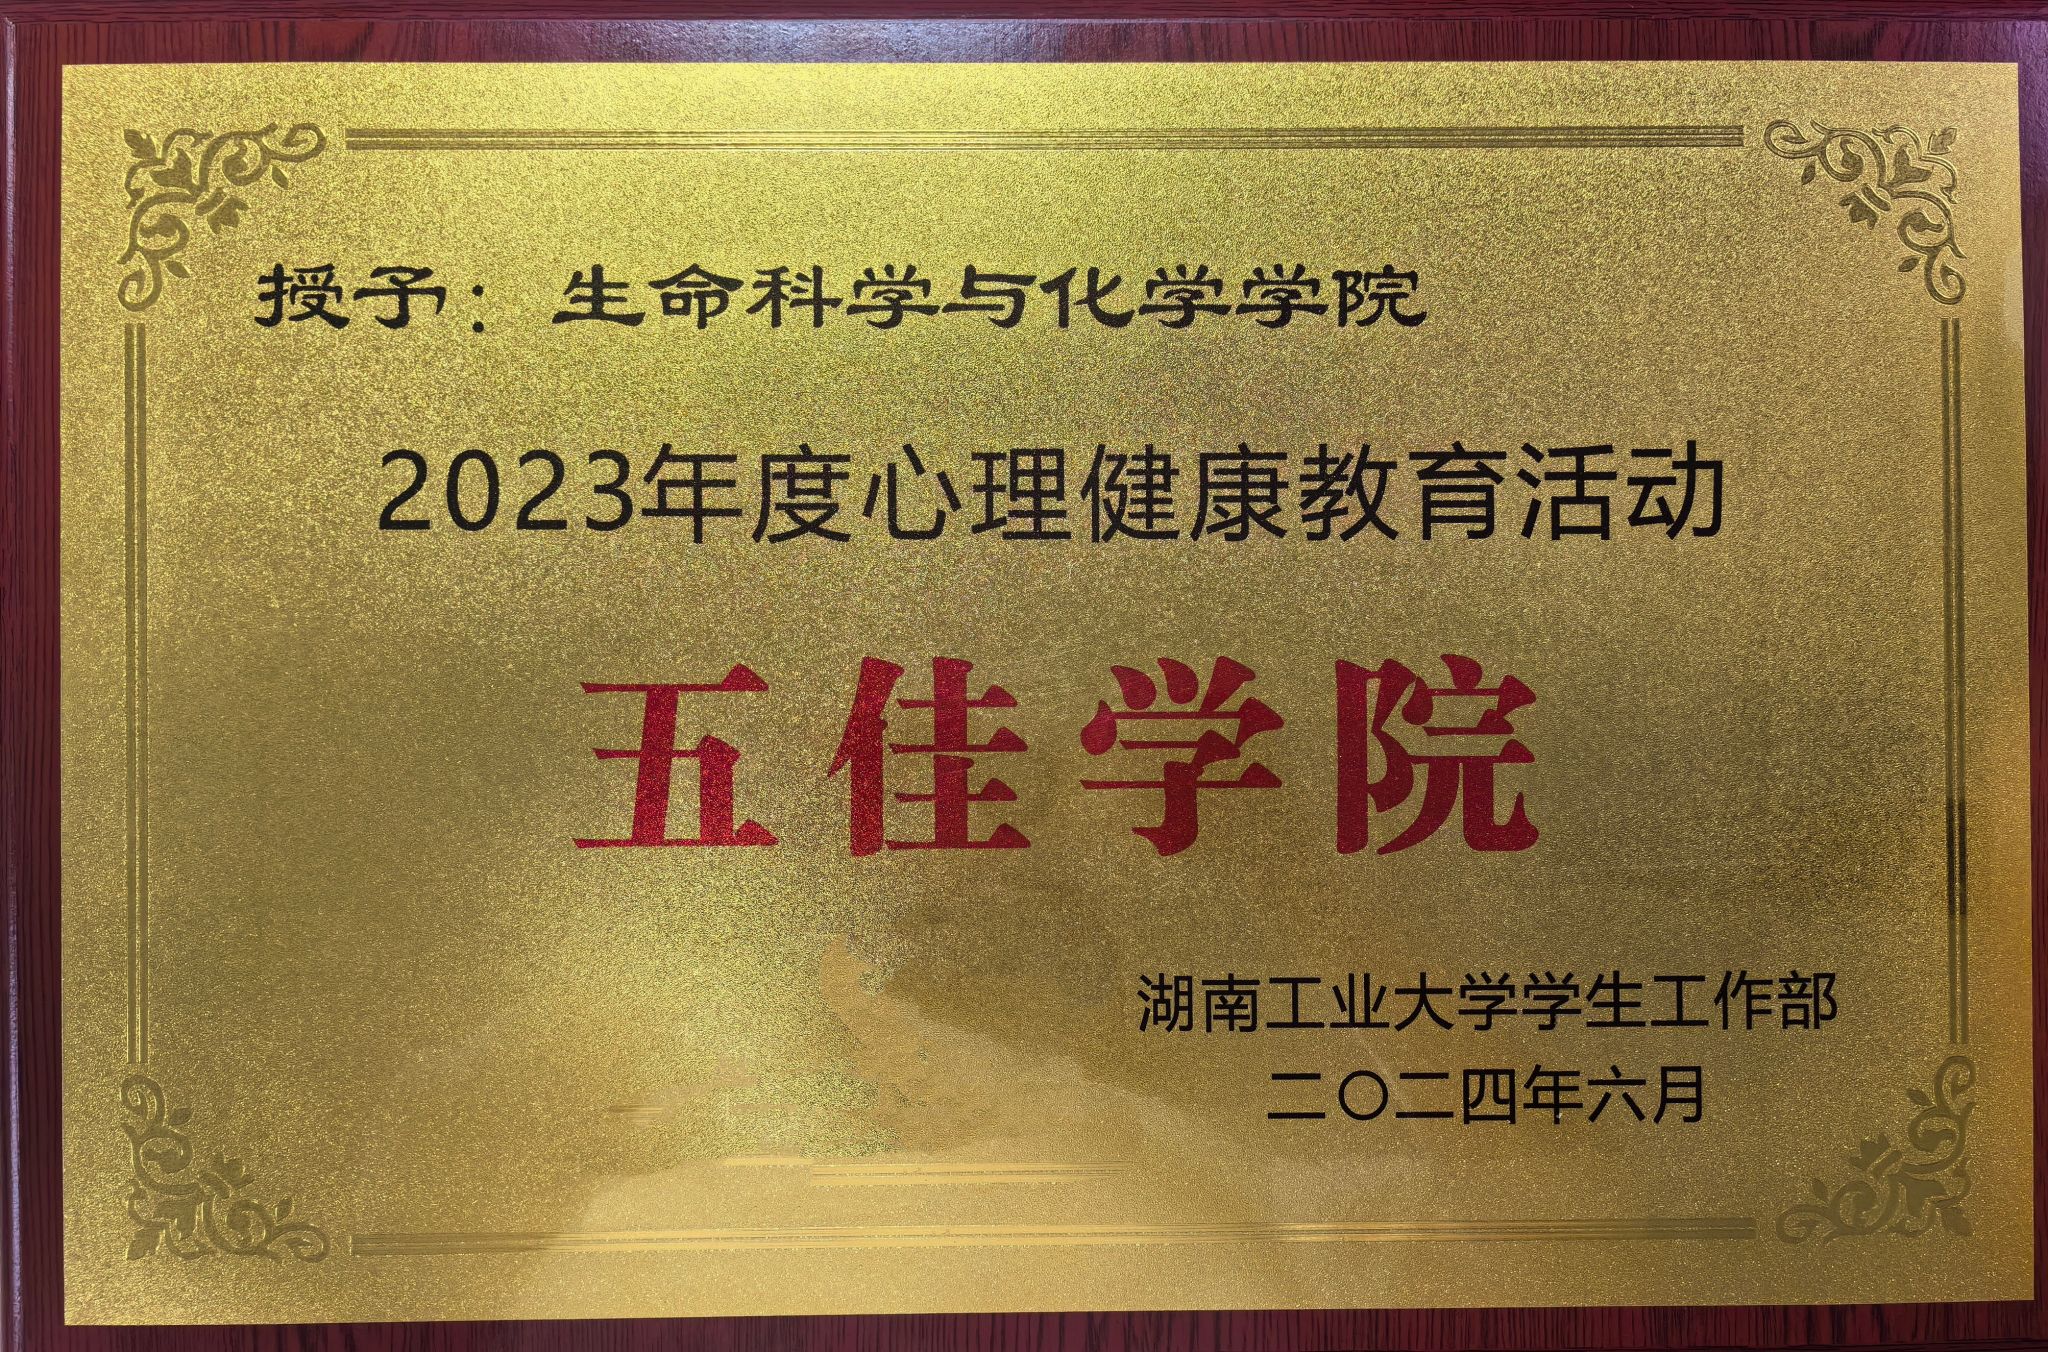 授予：生命科学与化学学院
2023年度心理健康教育活动
五佳学院
湖南工业大学学生工作部
二〇二四年六月